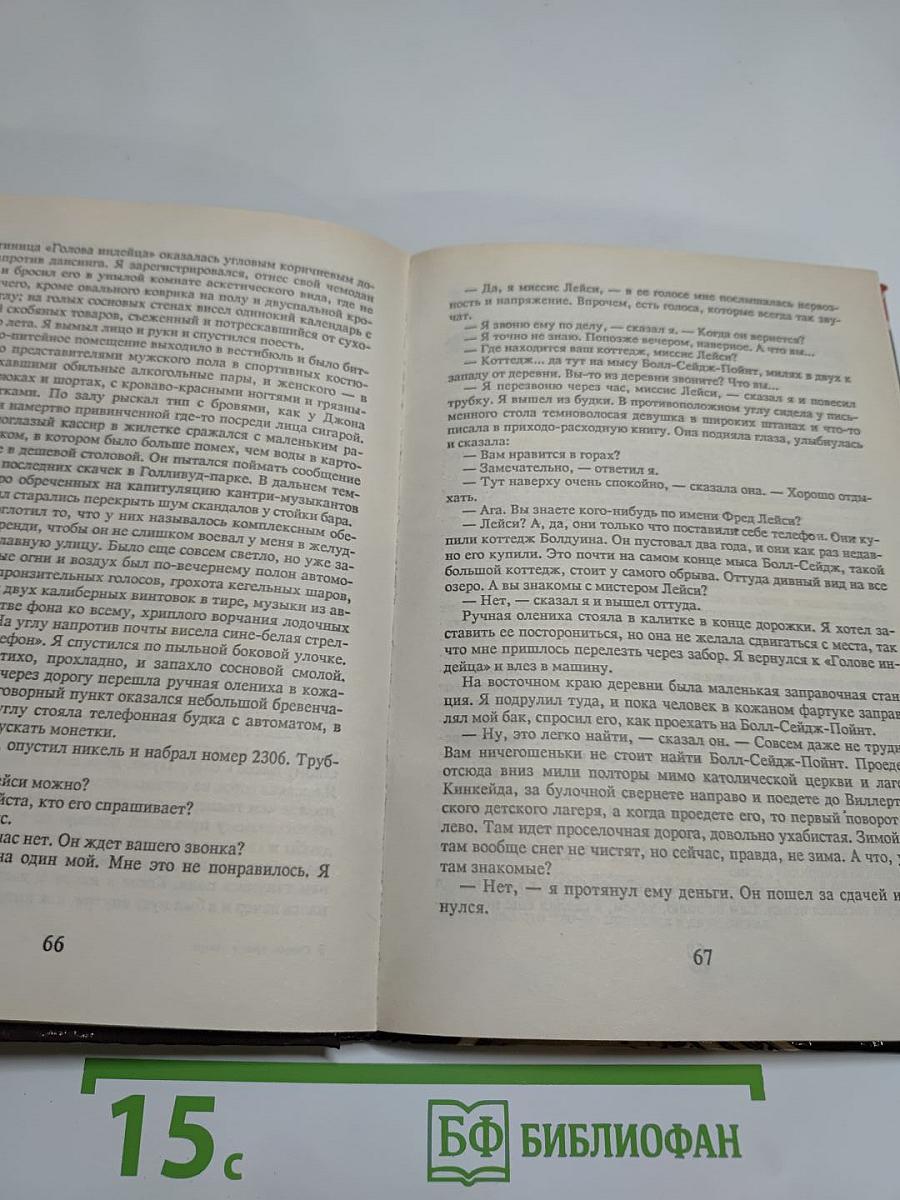 тиница «Голова индейца» оказалась угловым коричневым до-
против дансинга. Я зарегистрировался, отнес свой чемодан
и бросил его в унылой комнате аскетического вида, где не
чего, кроме овального коврика на полу и двуспальной кро-
глу; на голых сосновых стенах висел одинокий календарь с
й скобяных товаров, съеженный и потрескавшийся от сухо-
о лета. Я вымыл лицо и руки и спустился поесть.
о-питейное помещение выходило в вестибюль и было бит-
о представителями мужского пола в спортивных костю-
хавшими обильные алкогольные пары, и женского — в
рюках и шортах, с кроваво-красными ногтями и грязны-
тками. По залу рыскал тип с бровями, как у Джона
и намертво привинченной где-то посреди лица сигарой.
ноглазый кассир в жилетке сражался с маленьким ра-
ком, в котором было больше помех, чем воды в карто-
е в дешевой столовой. Он пытался поймать сообщение
последних скачек в Голливуд-парке. В дальнем тем-
ро обреченных на капитуляцию кантри-музыкантов
ил старались перекрыть шум скандалов у стойки бара.
оглотил то, что у них называлось комплексным обе-
ренди, чтобы он не слишком воевал у меня в желуд-
лавную улицу. Было еще совсем светло, но уже за-
ые огни и воздух был по-вечернему полон автомо-
пронзительных голосов, грохота кегельных шаров,
двух калиберных винтовок в тире, музыки из ав-
тве фона ко всему, хриплого ворчания лодочных
На углу напротив почты висела сине-белая стрел-
ефон». Я спустился по пыльной боковой улочке.
тихо, прохладно, и запахло сосновой смолой.
через дорогу перешла ручная олениха в кожа-
говорный пункт оказался небольшой бревенча-
углу стояла телефонная будка с автоматом, в
ускать монетки.
, опустил никель и набрал номер 2306. Труб-
ейси можно?
йста, кто его спрашивает?
с.
час нет. Он ждет вашего звонка?
на один мой. Мне это не понравилось. Я
66
— Да, я миссис Лейси, — в ее голосе мне послышалась нервоз-
ность и напряжение. Впрочем, есть голоса, которые всегда так зву-
чат.
— Я звоню ему по делу, — сказал я. — Когда он вернется?
— Я точно не знаю. Попозже вечером, наверное. А что вы...
— Где находится ваш коттедж, миссис Лейси?
— Коттедж... да тут на мысу Болл-Сейдж-Пойнт, милях в двух к
западу от деревни. Вы-то из деревни звоните? Что вы...
— Я перезвоню через час, миссис Лейси, — сказал я и повесил
трубку. Я вышел из будки. В противоположном углу сидела у пись-
менного стола темноволосая девушка в широких штанах и что-то
писала в приходо-расходную книгу. Она подняла глаза, улыбнулась
и сказала:
— Вам нравится в горах?
— Замечательно, — ответил я.
— Тут наверху очень спокойно, — сказала она. — Хорошо отды-
хать.
— Ага. Вы знаете кого-нибудь по имени Фред Лейси?
— Лейси? А, да, они только что поставили себе телефон. Они ку-
пили коттедж Болдуина. Он пустовал два года, и они как раз недав-
но его купили. Это почти на самом конце мыса Болл-Сейдж, такой
большой коттедж, стоит у самого обрыва. Оттуда дивный вид на все
озеро. А вы знакомы с мистером Лейси?
— Нет, — сказал я и вышел оттуда.
Ручная олениха стояла в калитке в конце дорожки. Я хотел за-
ставить ее посторониться, но она не желала сдвигаться с места, так
что мне пришлось перелезть через забор. Я вернулся к «Голове ин-
дейца» и влез в машину.
На восточном краю деревни была маленькая заправочная стан-
ция. Я подрулил туда, и пока человек в кожаном фартуке заправ
лял мой бак, спросил его, как проехать на Болл-Сейдж-Пойнт.
— Ну, это легко найти, — сказал он. — Совсем даже не трудн
Вам ничегошеньки не стоит найти Болл-Сейдж-Пойнт. Проеде
отсюда вниз мили полторы мимо католической церкви и лаге
Кинкейда, за булочной свернете направо и поедете до Виллерт
ского детского лагеря, а когда проедете его, то первый поворот
лево. Там идет проселочная дорога, довольно ухабистая. Зимой
там вообще снег не чистят, но сейчас, правда, не зима. А что, у
там знакомые?
— Нет, — я протянул ему деньги. Он пошел за сдачей и
нулся.
67
15 с
БФ БИБЛИОФАН